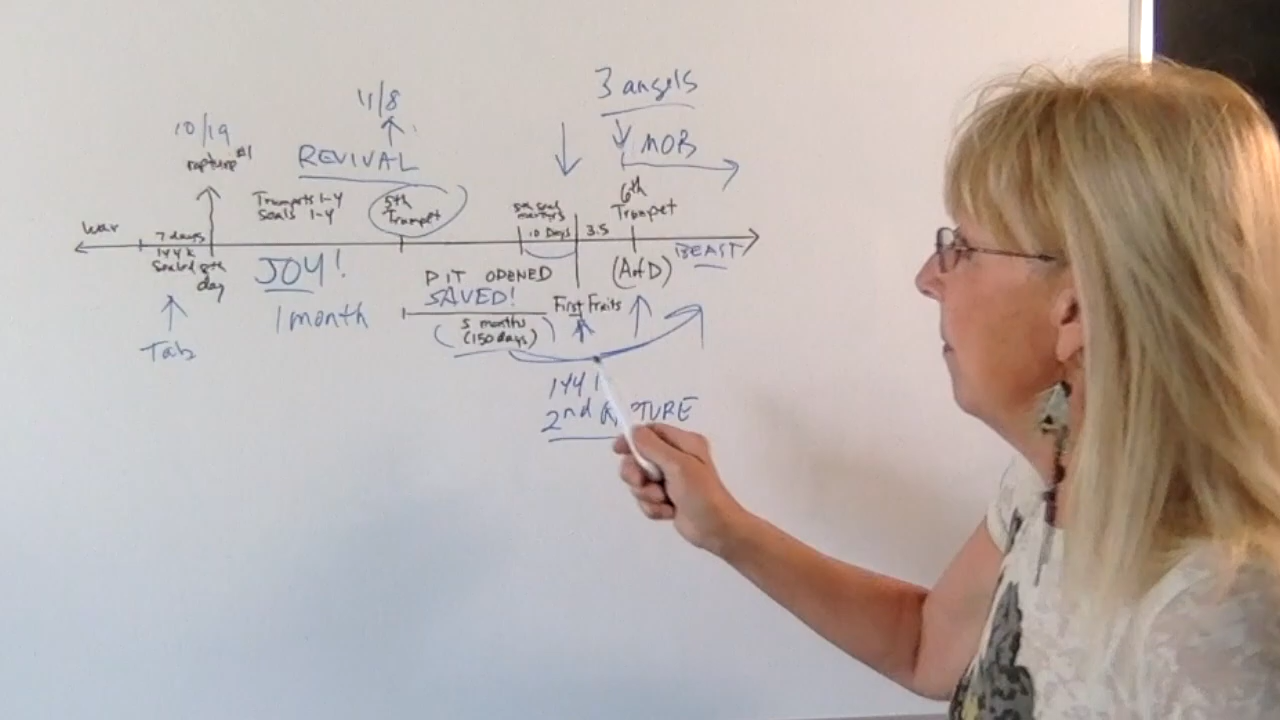 3 angels
11/8
10/19
rapture #1
REVIVAL
MOB
Trumpets 1-4
Seals 1-4
5th
Trumpet
5th seal
martyrs
6th
Trumpet
war
7 days
10 Days
3.5
144k
Sealed 8th
day
JOY!
PIT OPENED
SAVED!
(AofD)
BEAST
1 month
First Fruits
5 months
(150 days)
Tab
144
2nd R TURE